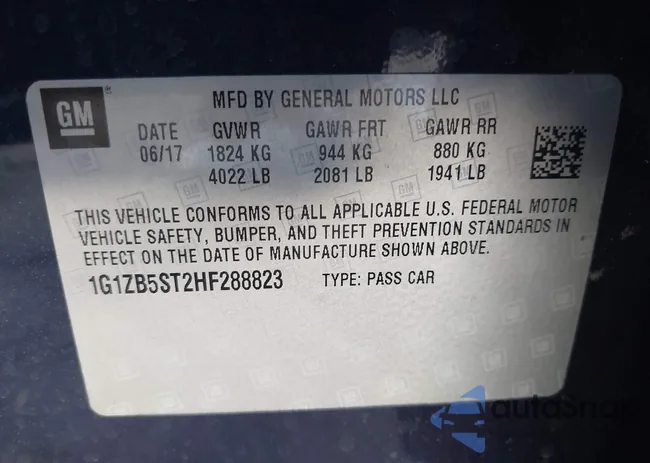 GM
MFD BY GENERAL MOTORS LLC
DATE GVWR GAWR FRT GAWR RR
06/17 1824 KG 944 KG 880 KG
4022 LB 2081 LB 1941 LB
THIS VEHICLE CONFORMS TO ALL APPLICABLE U.S. FEDERAL MOTOR
VEHICLE SAFETY, BUMPER, AND THEFT PREVENTION STANDARDS IN
EFFECT ON THE DATE OF MANUFACTURE SHOWN ABOVE.
1G1ZB5ST2HF288823 TYPE: PASS CAR